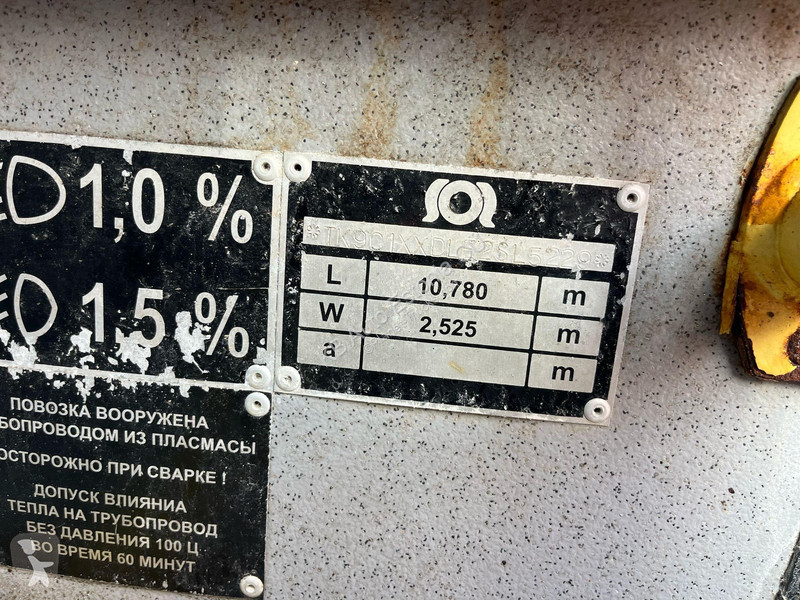 1,0 %
1,5 %
SOR
L 10,780 m
W 2,525 m
a m
ПОВОЗКА ВООРУЖЕНА
БОПРОВОДОМ ИЗ ПЛАСМАСЫ
ОСТОРОЖНО ПРИ СВАРКЕ !
ДОПУСК ВЛИЯНИА
ТЕПЛА НА ТРУБОПРОВОД
БЕЗ ДАВЛЕНИЯ 100 Ц
ВО ВРЕМЯ 60 МИНУТ